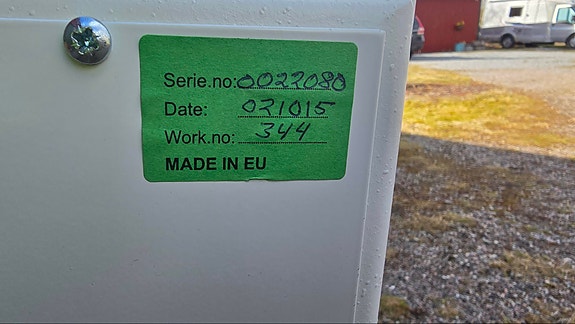 Serie.no: 0022080
Date: 021015
Work.no: 344
MADE IN EU